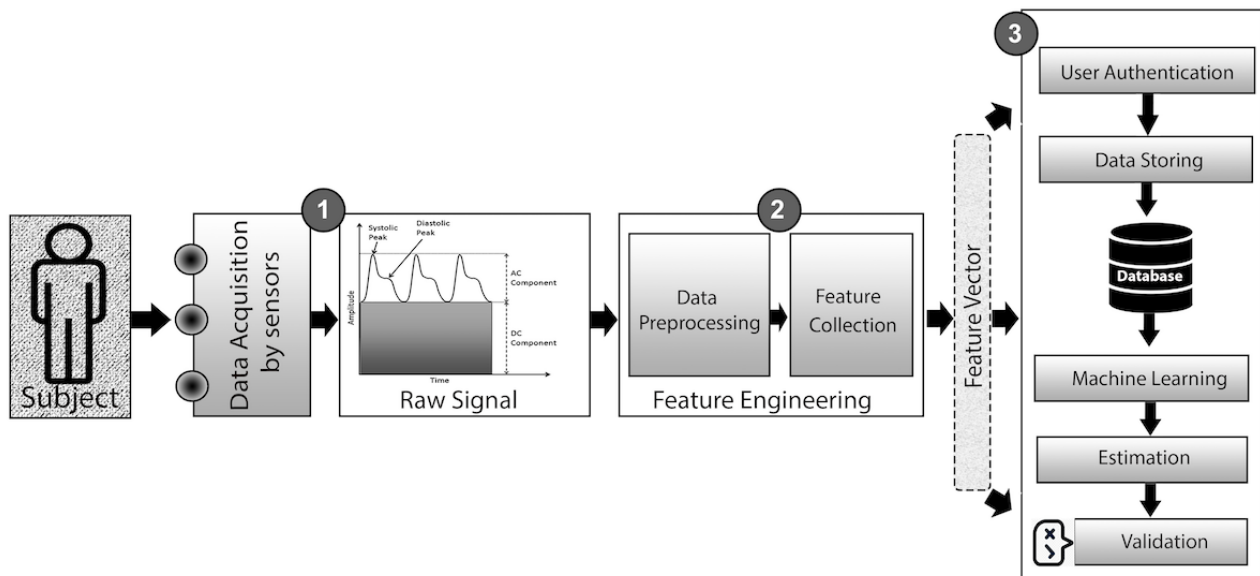 Subject
Data Acquisition
by sensors
1
Systolic
Peak
Diastolic
Peak
Amplitude
AC
Component
DC
Component
Time
Raw Signal
2
Data
Preprocessing
Feature
Collection
Feature Engineering
Feature Vector
3
User Authentication
Data Storing
Database
Machine Learning
Estimation
Validation